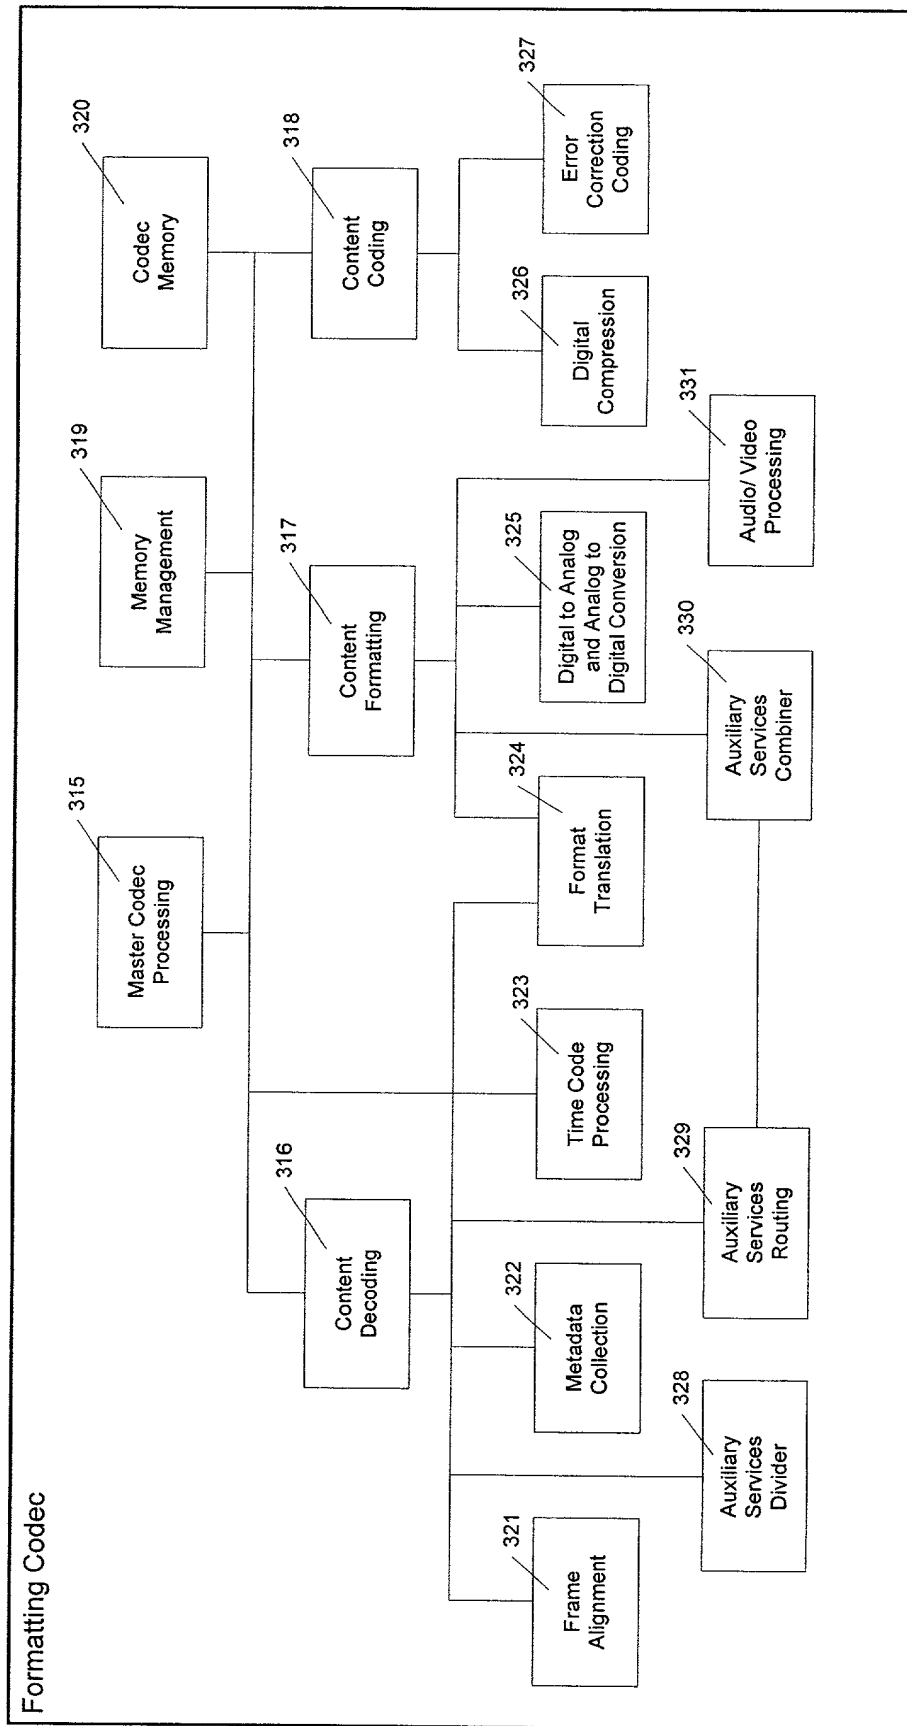 Formatting Codec
315
Master Codec
Processing
319
Memory
Management
320
Codec
Memory
316
Content
Decoding
317
Content
Formatting
318
Content
Coding
321
Frame
Alignment
322
Metadata
Collection
323
Time Code
Processing
324
Format
Translation
325
Digital to Analog
and Analog to
Digital Conversion
326
Digital
Compression
327
Error
Correction
Coding
328
Auxiliary
Services
Divider
329
Auxiliary
Services
Routing
330
Auxiliary
Services
Combiner
331
Audio/ Video
Processing